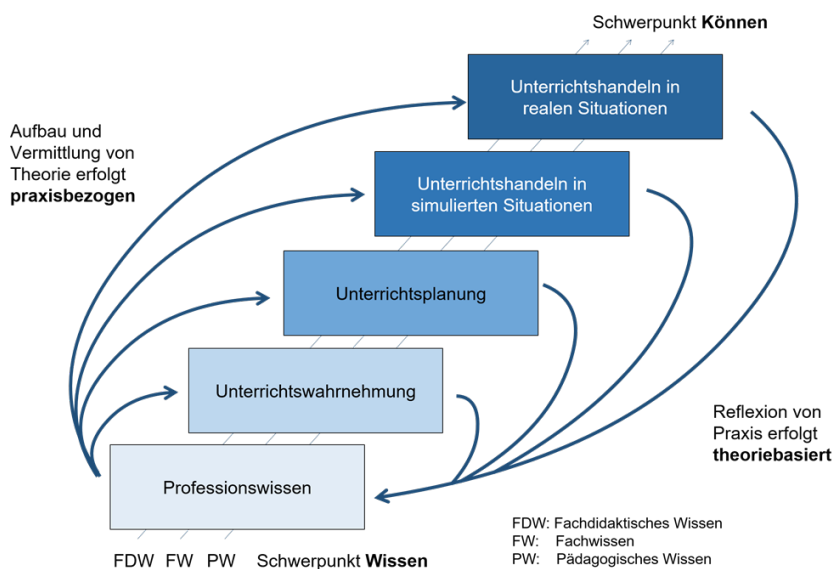 Schwerpunkt Können
Unterrichtshandeln in
realen Situationen
Aufbau und
Vermittlung von
Theorie erfolgt
praxisbezogen
Unterrichtshandeln in
simulierten Situationen
Unterrichtsplanung
Unterrichtswahrnehmung
Reflexion von
Praxis erfolgt
theoriebasiert
Professionswissen
FDW: Fachdidaktisches Wissen
FW: Fachwissen
PW: Pädagogisches Wissen
FDW FW PW Schwerpunkt Wissen